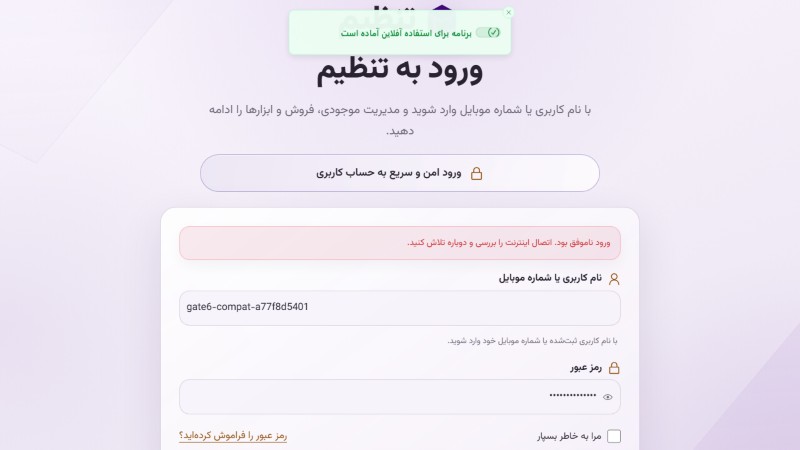 تنظیم
برنامه برای استفاده آفلاین آماده است
ورود به تنظیم
با نام کاربری یا شماره موبایل وارد شوید و مدیریت موجودی، فروش و ابزارها را ادامه
دهید.
ورود امن و سریع به حساب کاربری
ورود ناموفق بود. اتصال اینترنت را بررسی و دوباره تلاش کنید.
نام کاربری یا شماره موبایل
gate6-compat-a77f8d5401
با نام کاربری ثبت‌شده یا شماره موبایل خود وارد شوید.
رمز عبور
••••••••••••••
مرا به خاطر بسپار
رمز عبور را فراموش کرده‌اید؟